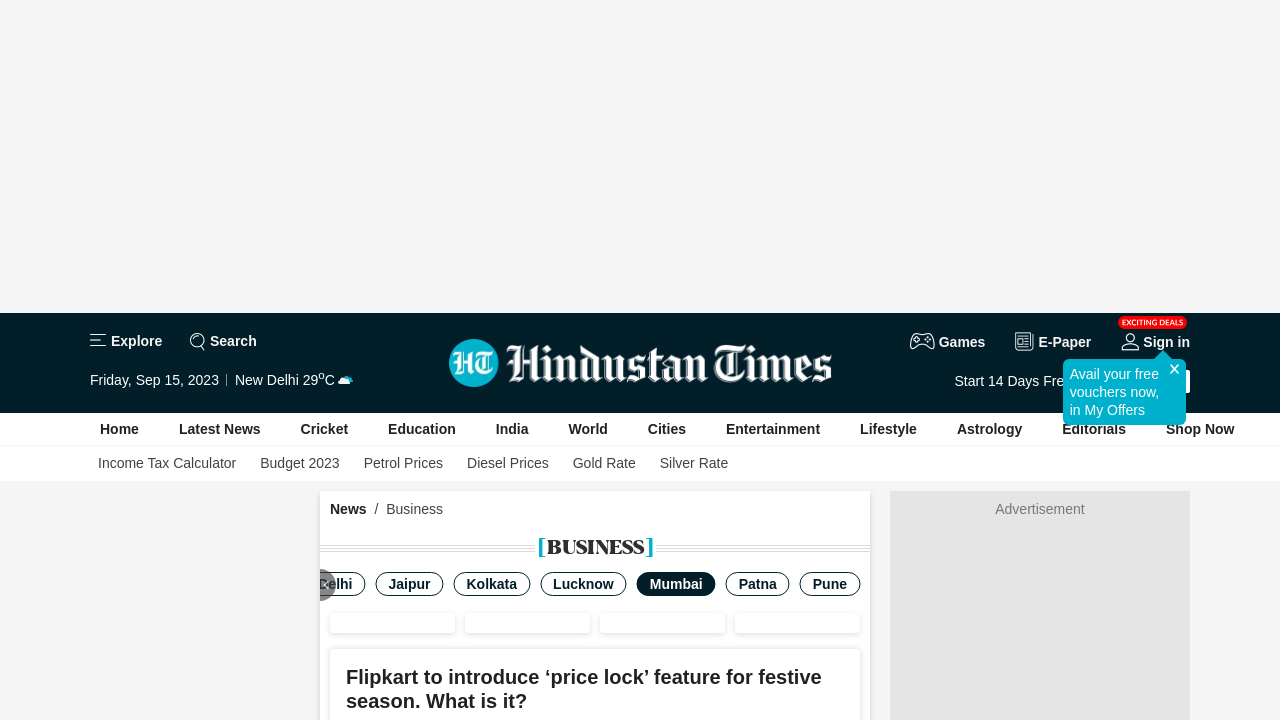 EXCITING DEALS
Explore
Search
Games
E-Paper
Sign in
HT Hindustan Times
Friday, Sep 15, 2023
New Delhi 29⁰C
Start 14 Days Fre
Avail your free
vouchers now,
in My Offers
Home
Latest News
Cricket
Education
India
World
Cities
Entertainment
Lifestyle
Astrology
Editorials
Shop Now
Income Tax Calculator
Budget 2023
Petrol Prices
Diesel Prices
Gold Rate
Silver Rate
News / Business
Advertisement
[BUSINESS]
Delhi
Jaipur
Kolkata
Lucknow
Mumbai
Patna
Pune
Flipkart to introduce ‘price lock’ feature for festive
season. What is it?